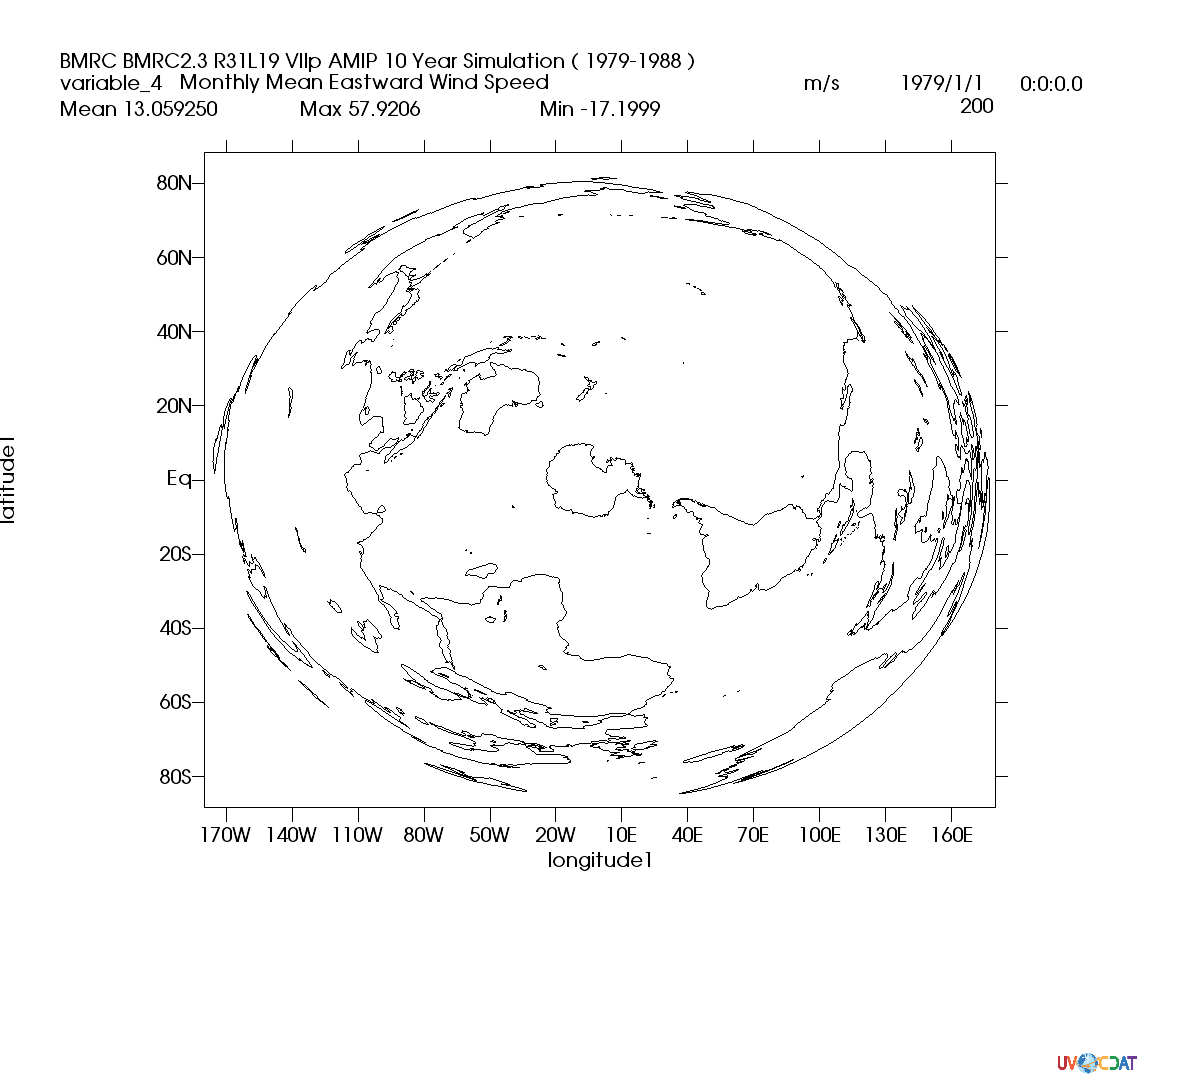 BMRC BMRC2.3 R31L19 VIIp AMIP 10 Year Simulation ( 1979-1988 )
variable_4 Monthly Mean Eastward Wind Speed m/s 1979/1/1 0:0:0.0
Mean 13.059250 Max 57.9206 Min -17.1999 200
80N
60N
40N
20N
Eq
20S
40S
60S
80S
latitude1
170W 140W 110W 80W 50W 20W 10E 40E 70E 100E 130E 160E
longitude1
UV CDAT